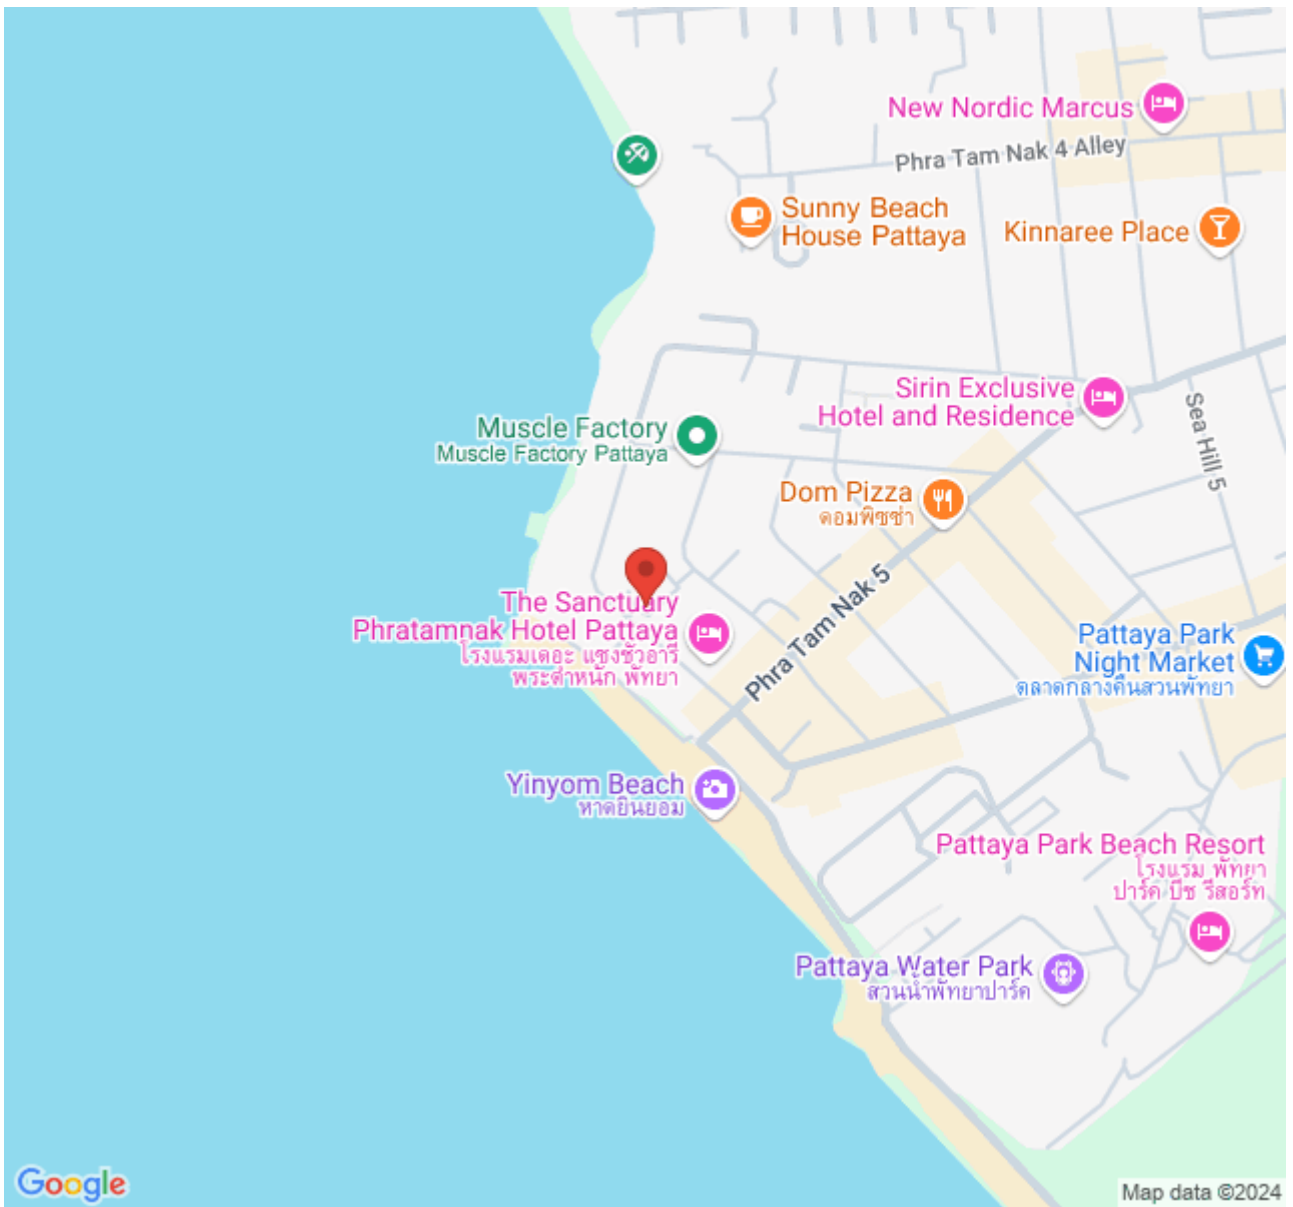 New Nordic Marcus
Phra Tam Nak 4 Alley
Sunny Beach
House Pattaya
Kinnaree Place
Sirin Exclusive
Hotel and Residence
Sea Hill 5
Muscle Factory
Muscle Factory Pattaya
Dom Pizza
ดอมพิซซ่า
Phra Tam Nak 5
The Sanctuary
Phratamnak Hotel Pattaya
โรงแรมเดอะ แซงชัวอารี
พระตำหนัก พัทยา
Pattaya Park
Night Market
ตลาดกลางคืนสวนพัทยา
Yinyom Beach
หาดยินยอม
Pattaya Park Beach Resort
โรงแรม พัทยา
ปาร์ค บีช รีสอร์ท
Pattaya Water Park
สวนน้ำพัทยาปาร์ค
Google
Map data ©2024